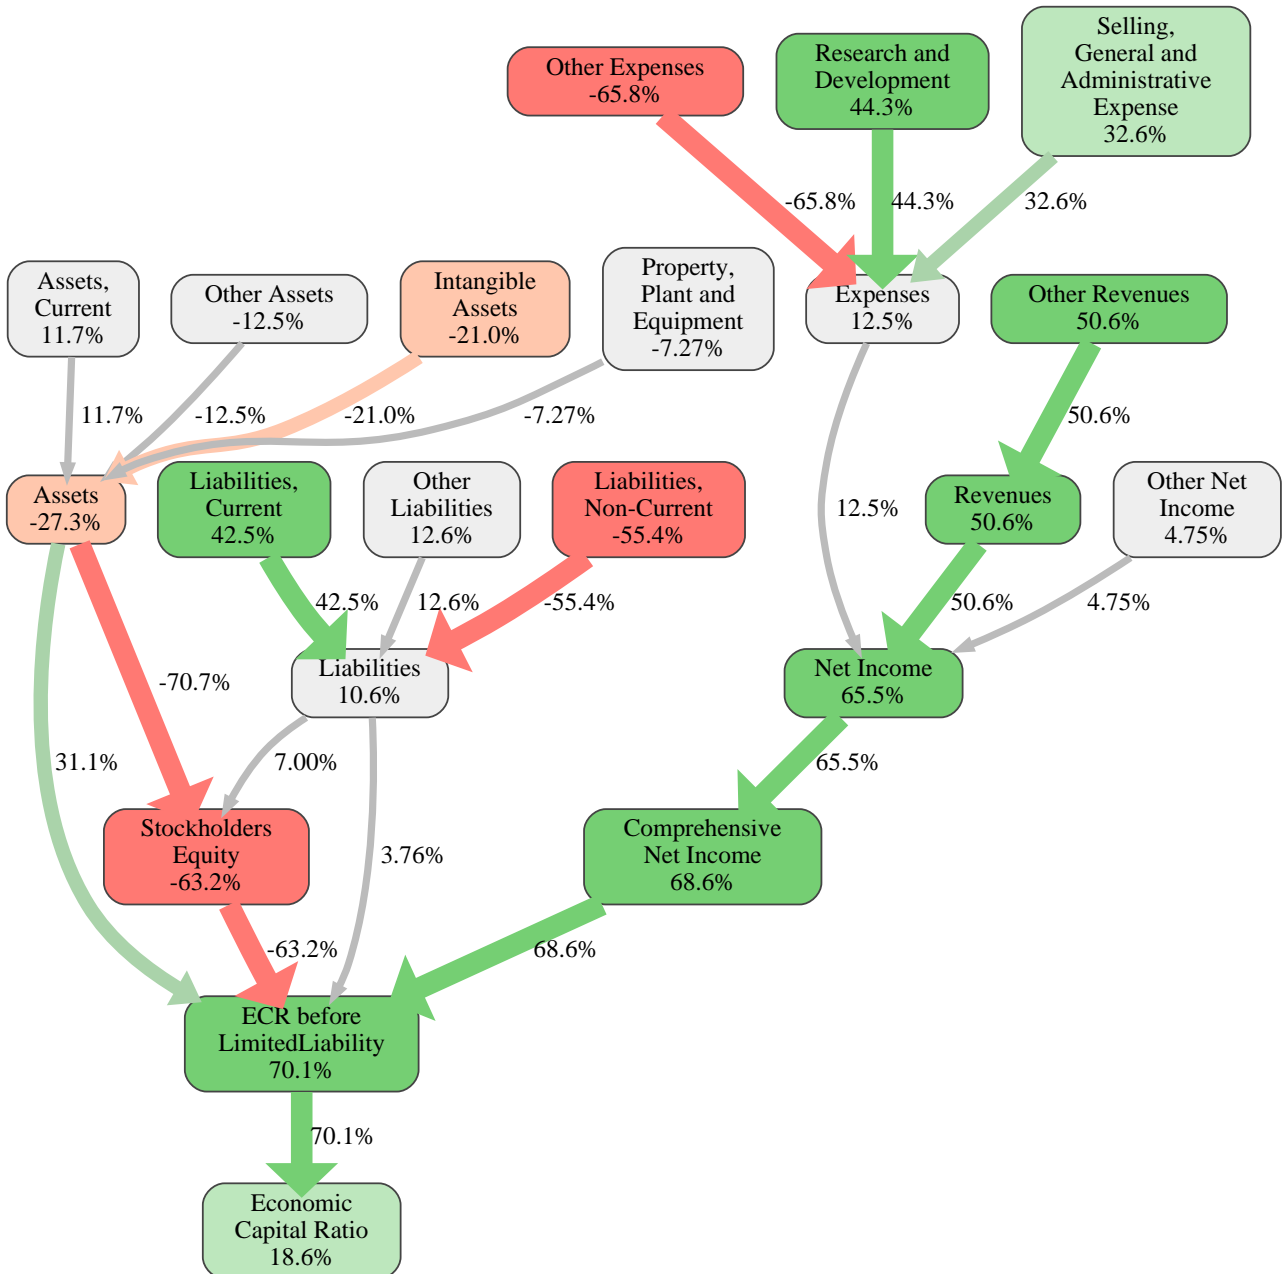 Selling,
General and
Administrative
Expense
32.6%
Research and
Development
44.3%
Other Expenses
-65.8%
-65.8%
44.3%
32.6%
Assets,
Current
11.7%
Other Assets
-12.5%
Intangible
Assets
-21.0%
Property,
Plant and
Equipment
-7.27%
Expenses
12.5%
Other Revenues
50.6%
11.7%
-12.5%
-21.0%
-7.27%
50.6%
Assets
-27.3%
Liabilities,
Current
42.5%
Other
Liabilities
12.6%
Liabilities,
Non-Current
-55.4%
12.5%
Revenues
50.6%
Other Net
Income
4.75%
42.5%
12.6%
-55.4%
50.6%
4.75%
-70.7%
Liabilities
10.6%
Net Income
65.5%
31.1%
7.00%
65.5%
Stockholders
Equity
-63.2%
3.76%
Comprehensive
Net Income
68.6%
-63.2%
68.6%
ECR before
LimitedLiability
70.1%
70.1%
Economic
Capital Ratio
18.6%